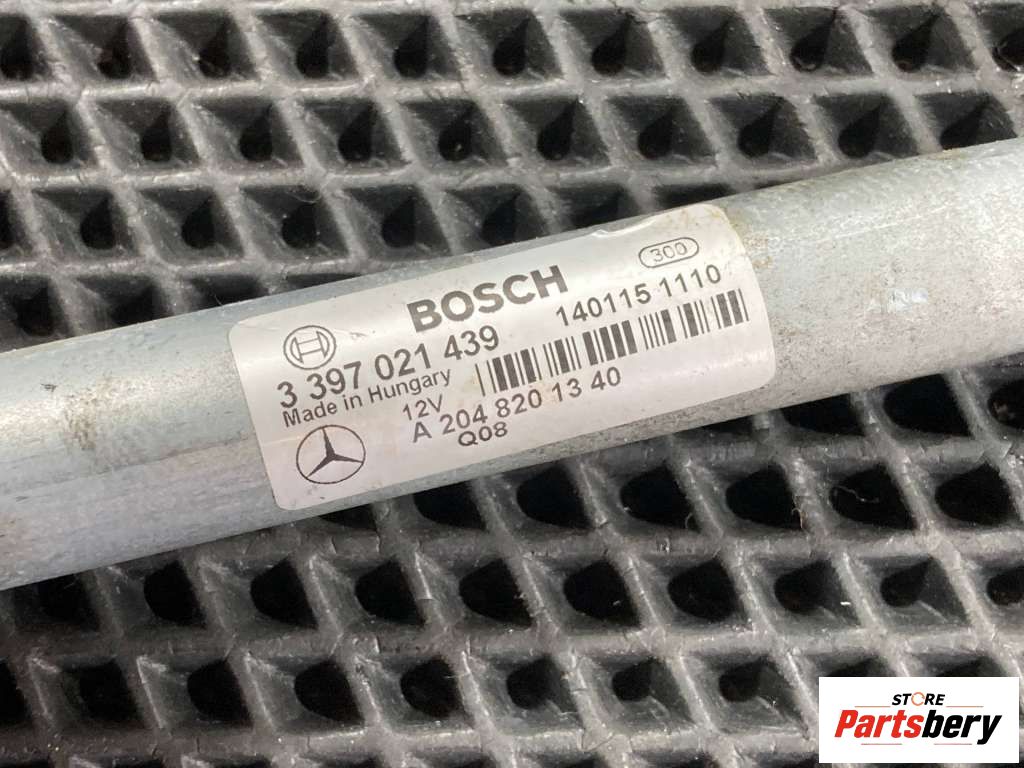 BOSCH
300
3 397 021 439
140115 1110
Made in Hungary
12V
A 204 820 13 40
Q08
STORE
Partsbery